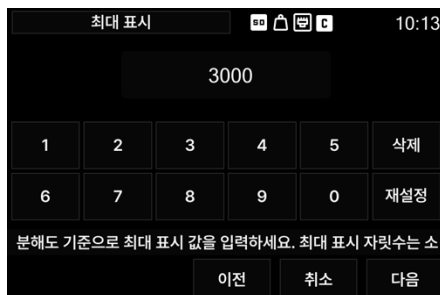 최대 표시 SD C 10:13
3000
1 2 3 4 5 삭제
6 7 8 9 0 재설정
분해도 기준으로 최대 표시 값을 입력하세요. 최대 표시 자릿수는 소
이전 취소 다음